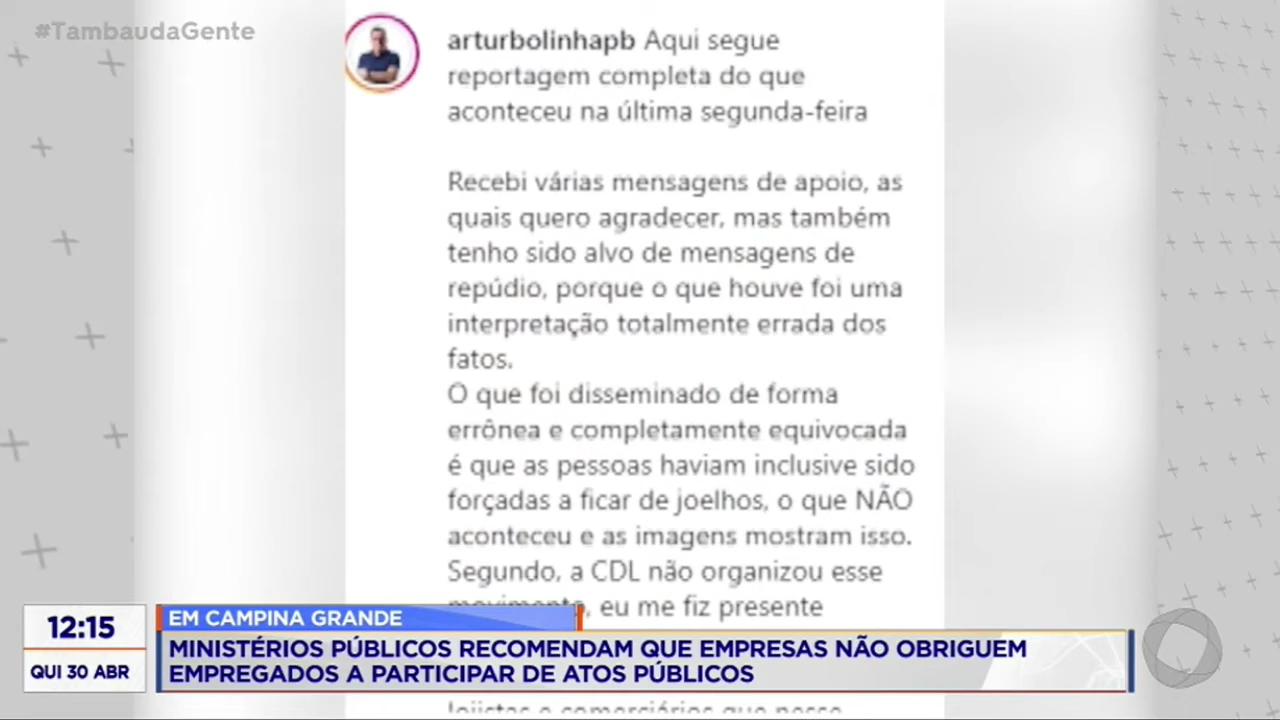 #TambaudaGente
arturbolinhapb Aqui segue
reportagem completa do que
aconteceu na última segunda-feira
Recebi várias mensagens de apoio, as
quais quero agradecer, mas também
tenho sido alvo de mensagens de
repúdio, porque o que houve foi uma
interpretação totalmente errada dos
fatos.
O que foi disseminado de forma
errônea e completamente equivocada
é que as pessoas haviam inclusive sido
forçadas a ficar de joelhos, o que NÃO
aconteceu e as imagens mostram isso.
Segundo, a CDL não organizou esse
movimento, eu me fiz presente
12:15
QUI 30 ABR
EM CAMPINA GRANDE
MINISTÉRIOS PÚBLICOS RECOMENDAM QUE EMPRESAS NÃO OBRIGUEM
EMPREGADOS A PARTICIPAR DE ATOS PÚBLICOS
lojistas e comerciários que nesse